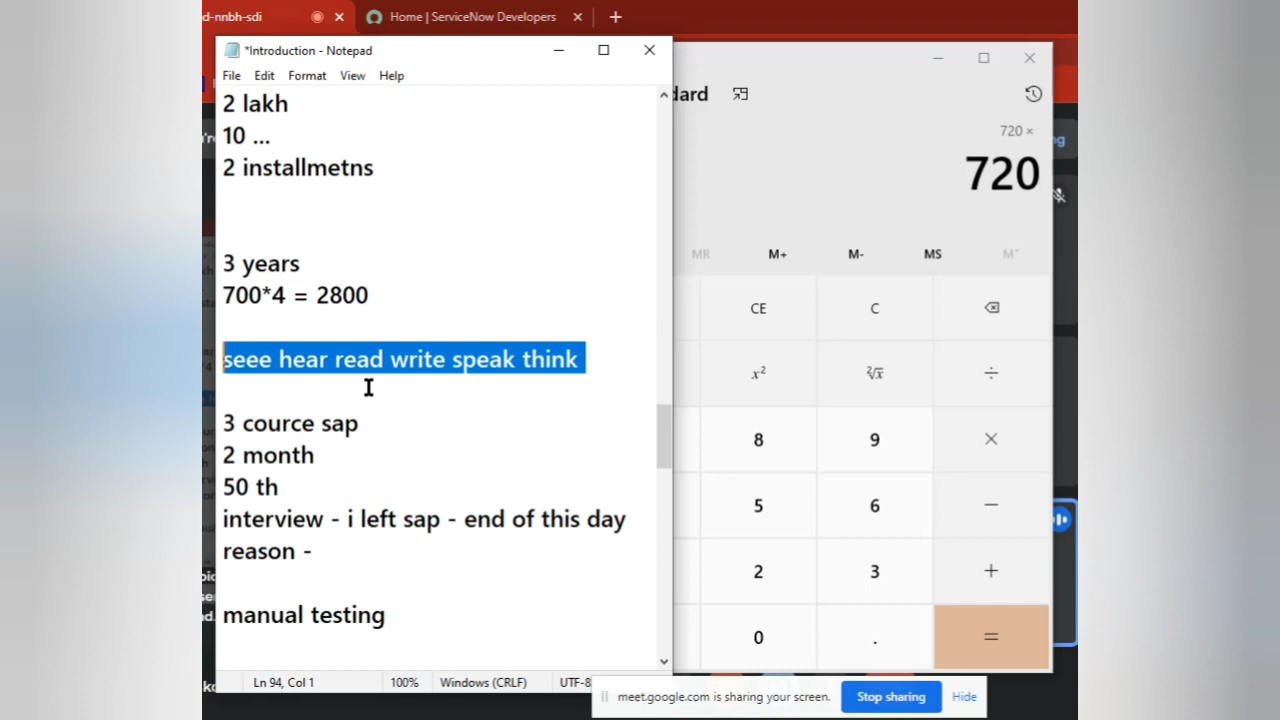 d-nnbh-sdi
Home | ServiceNow Developers
*Introduction - Notepad
File Edit Format View Help
2 lakh
10 ...
2 installmetns
3 years
700*4 = 2800
seee hear read write speak think
3 cource sap
2 month
50 th
interview - i left sap - end of this day
reason -
manual testing
Ln 94, Col 1 100% Windows (CRLF) UTF-8
dard
720 ×
720
MR M+ M- MS M˅
CE C
x² ²√x ÷
8 9 ×
5 6 −
2 3 +
0 . =
meet.google.com is sharing your screen. Stop sharing Hide